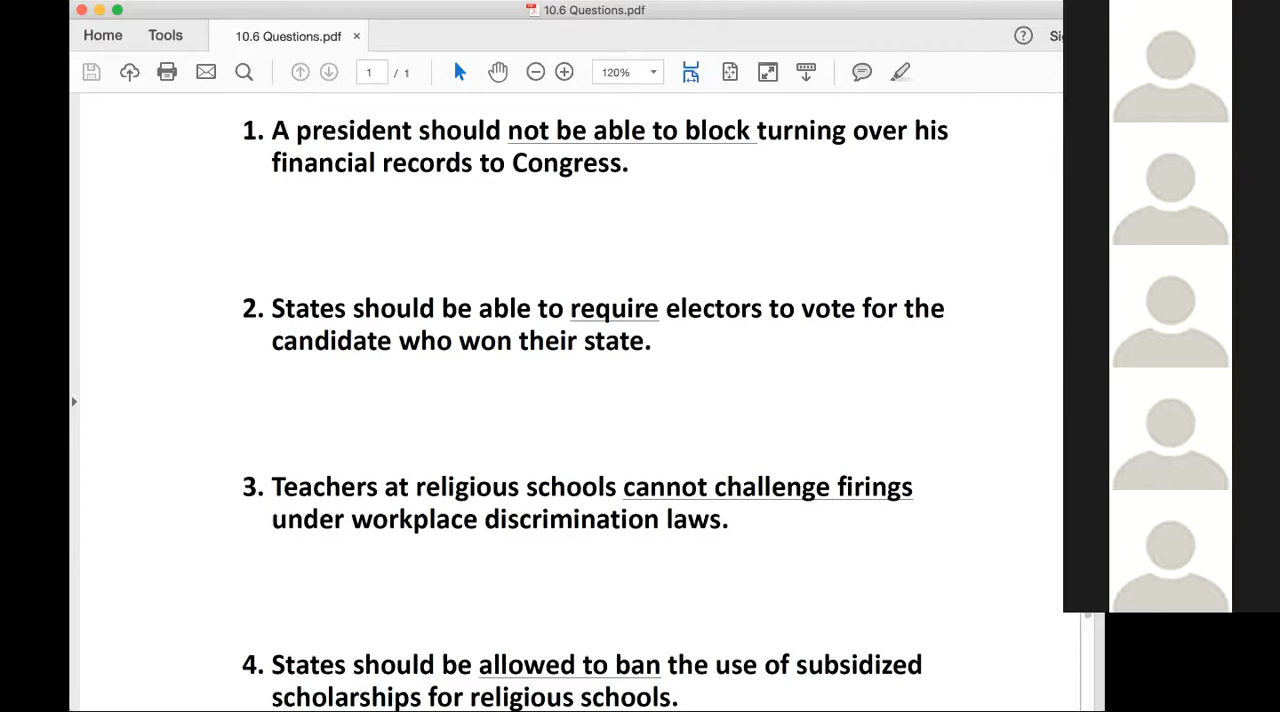 10.6 Questions.pdf
Home Tools 10.6 Questions.pdf ×
1 / 1 120% ?
1. A president should not be able to block turning over his
financial records to Congress.
2. States should be able to require electors to vote for the
candidate who won their state.
3. Teachers at religious schools cannot challenge firings
under workplace discrimination laws.
4. States should be allowed to ban the use of subsidized
scholarships for religious schools.